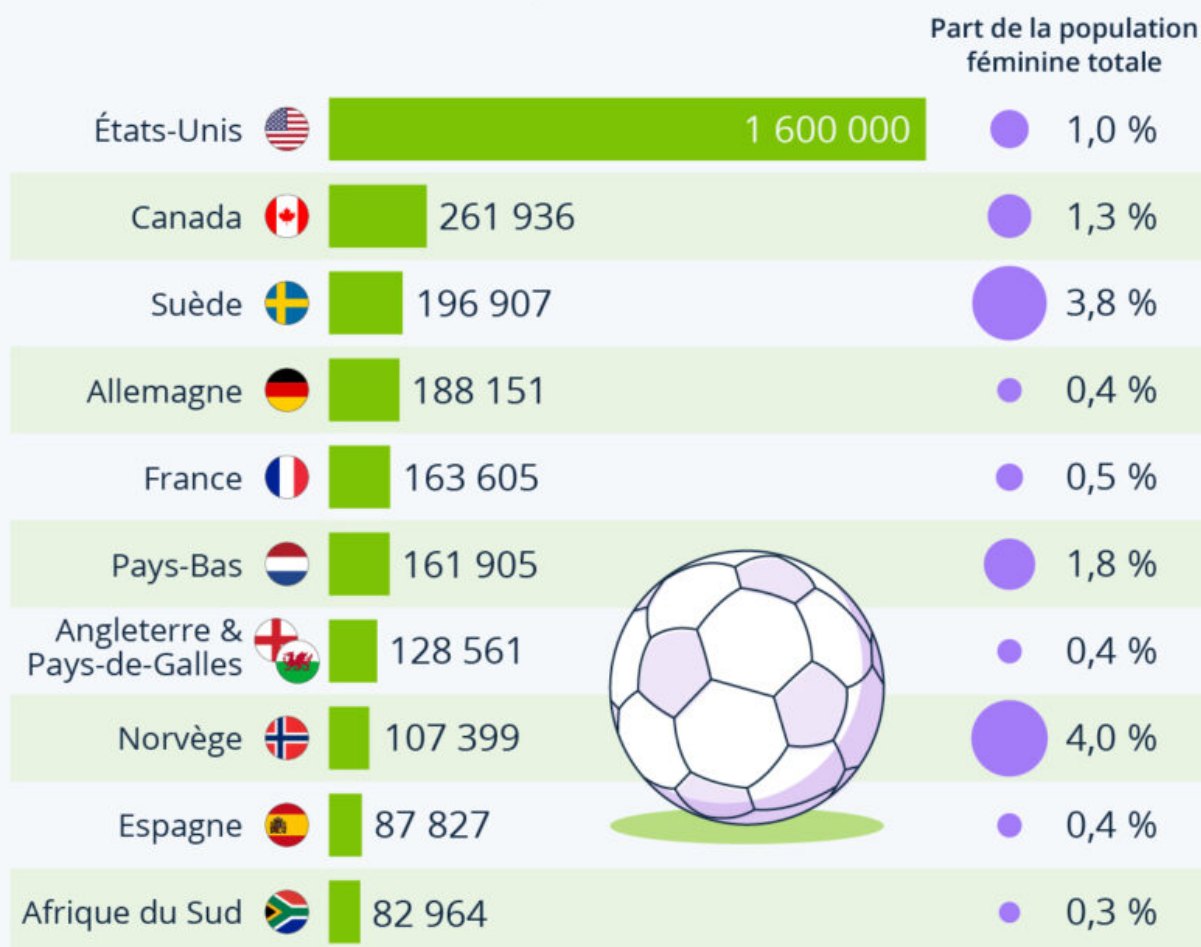 Part de la population
féminine totale
États-Unis 1 600 000 1,0 %
Canada 261 936 1,3 %
Suède 196 907 3,8 %
Allemagne 188 151 0,4 %
France 163 605 0,5 %
Pays-Bas 161 905 1,8 %
Angleterre &
Pays-de-Galles 128 561 0,4 %
Norvège 107 399 4,0 %
Espagne 87 827 0,4 %
Afrique du Sud 82 964 0,3 %